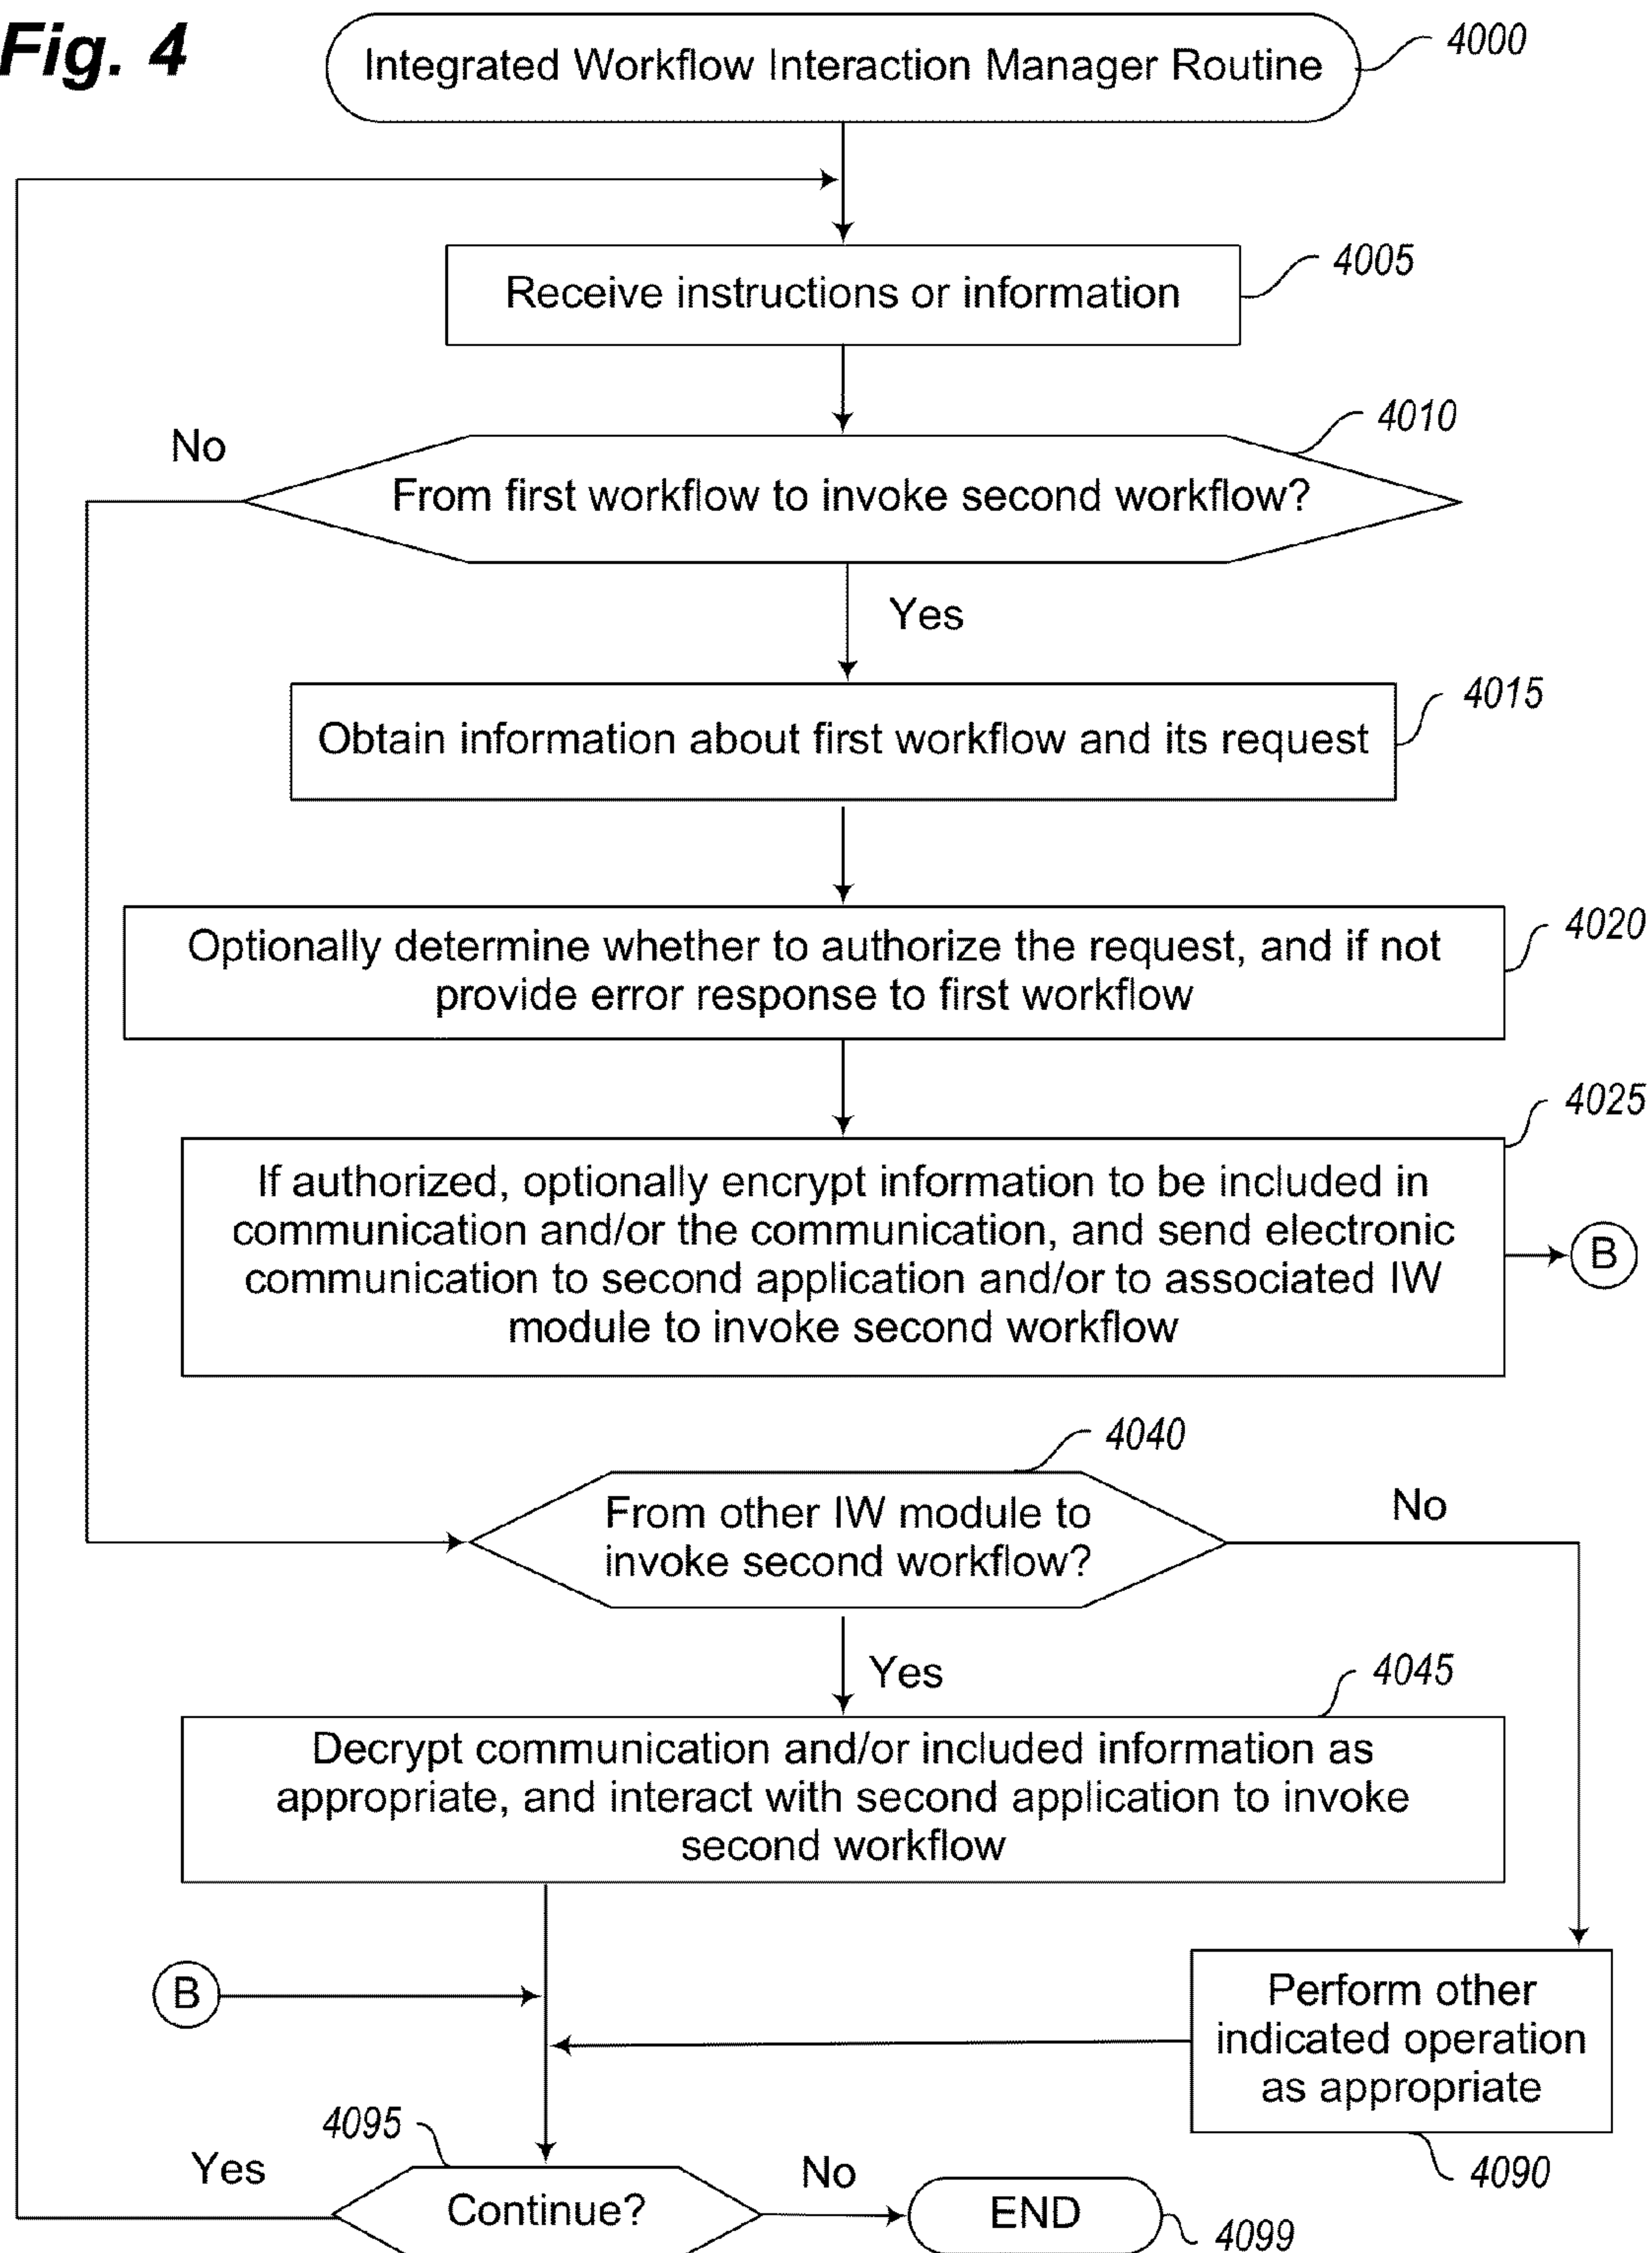 Fig. 4
Integrated Workflow Interaction Manager Routine
4000
Receive instructions or information
4005
4010
No
From first workflow to invoke second workflow?
Yes
4015
Obtain information about first workflow and its request
4020
Optionally determine whether to authorize the request, and if not
provide error response to first workflow
4025
If authorized, optionally encrypt information to be included in
communication and/or the communication, and send electronic
communication to second application and/or to associated IW
module to invoke second workflow
B
4040
From other IW module to
invoke second workflow?
No
Yes
4045
Decrypt communication and/or included information as
appropriate, and interact with second application to invoke
second workflow
B
Perform other
indicated operation
as appropriate
4090
4095
Yes
Continue?
No
END
4099